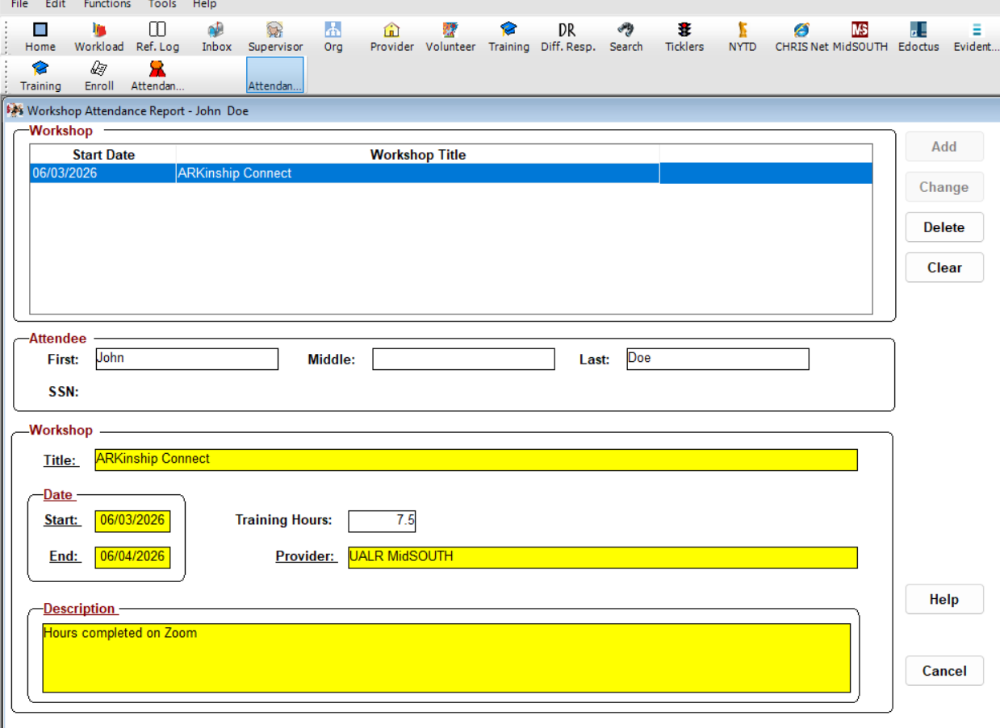 File Edit Functions Tools Help
Home Workload Ref. Log Inbox Supervisor Org Provider Volunteer Training Diff. Resp. Search Ticklers NYTD CHRIS Net MidSOUTH Edoctus Evident...
Training Enroll Attendan... Attendan...
Workshop Attendance Report - John Doe
Workshop
Start Date Workshop Title
06/03/2026 ARKinship Connect
Add
Change
Delete
Clear
Attendee
First: John Middle: Last: Doe
SSN:
Workshop
Title: ARKinship Connect
Date
Start: 06/03/2026 Training Hours: 7.5
End: 06/04/2026 Provider: UALR MidSOUTH
Description
Hours completed on Zoom
Help
Cancel